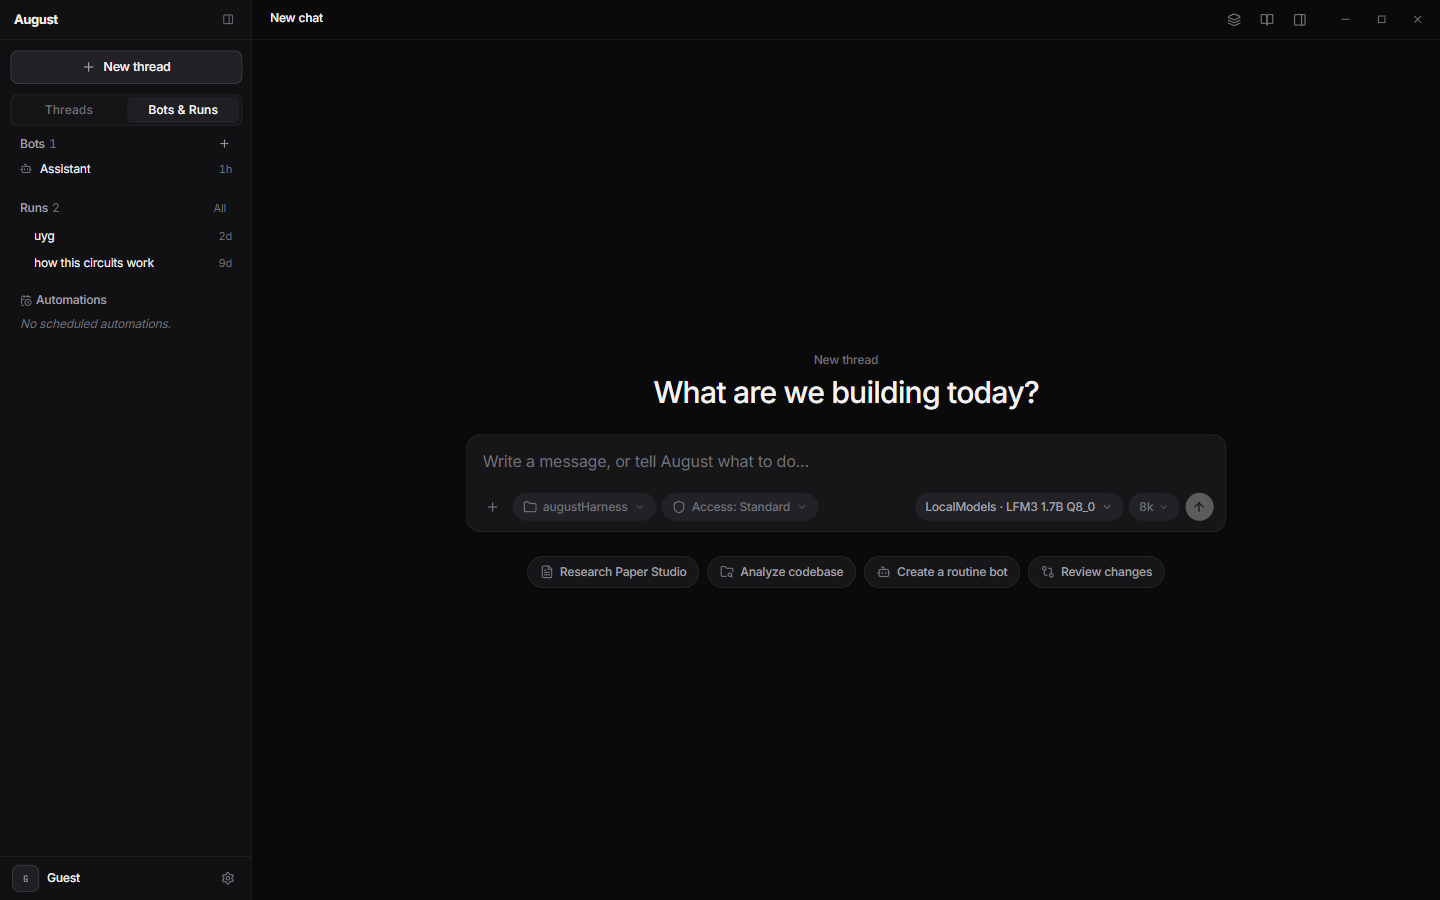 August
New chat
New thread
Threads
Bots & Runs
Bots 1
Assistant
1h
Runs 2
All
uyg
2d
how this circuits work
9d
Automations
No scheduled automations.
New thread
What are we building today?
Write a message, or tell August what to do...
augustHarness
Access: Standard
LocalModels · LFM3 1.7B Q8_0
8k
Research Paper Studio
Analyze codebase
Create a routine bot
Review changes
G
Guest